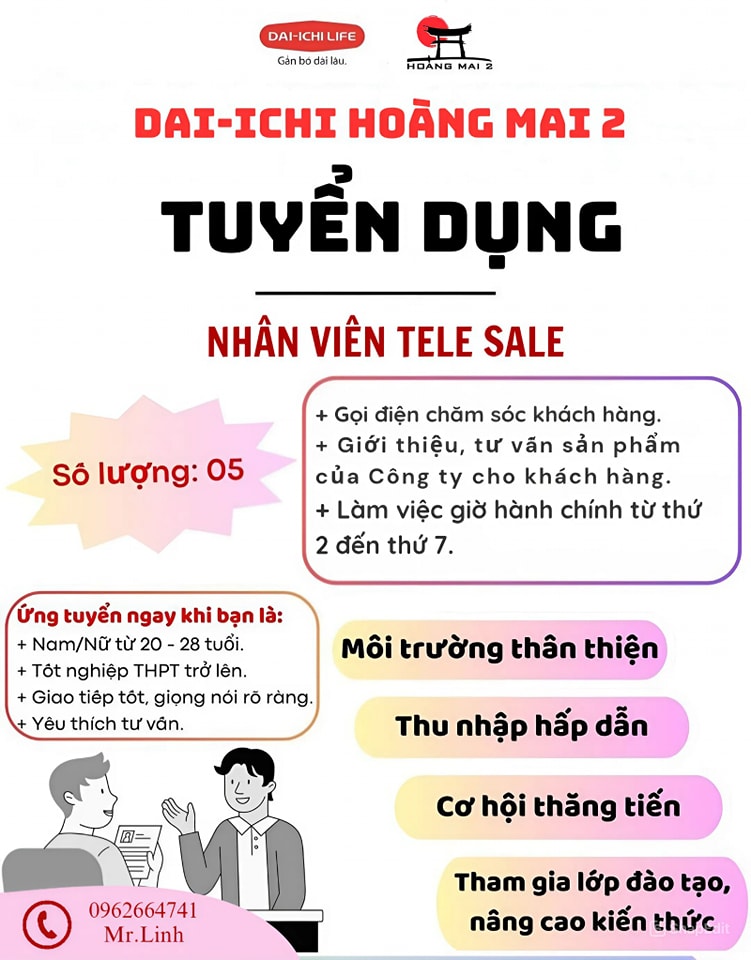 DAI-ICHI LIFE
Gắn bó dài lâu.
HOÀNG MAI 2
DAI-ICHI HOÀNG MAI 2
TUYỂN DỤNG
NHÂN VIÊN TELE SALE
Số lượng: 05
+ Gọi điện chăm sóc khách hàng.
+ Giới thiệu, tư vấn sản phẩm
của Công ty cho khách hàng.
+ Làm việc giờ hành chính từ thứ
2 đến thứ 7.
Ứng tuyển ngay khi bạn là:
+ Nam/Nữ từ 20 - 28 tuổi.
+ Tốt nghiệp THPT trở lên.
+ Giao tiếp tốt, giọng nói rõ ràng.
+ Yêu thích tư vấn.
Môi trường thân thiện
Thu nhập hấp dẫn
Cơ hội thăng tiến
Tham gia lớp đào tạo,
nâng cao kiến thức
SnapEdit
0962664741
Mr.Linh